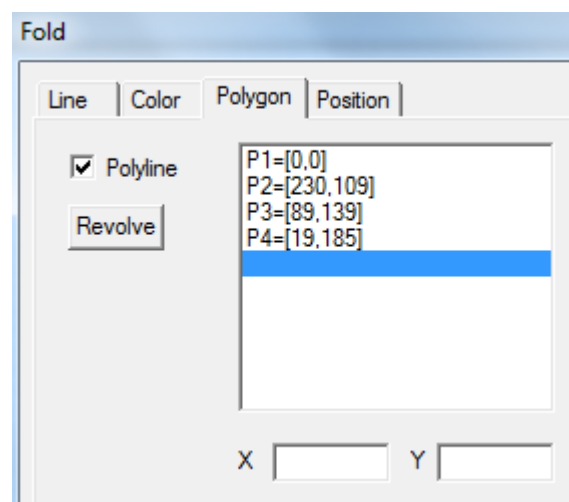 Fold
Line Color Polygon Position
Polyline
Revolve
P1=[0,0]
P2=[230,109]
P3=[89,139]
P4=[19,185]
X Y